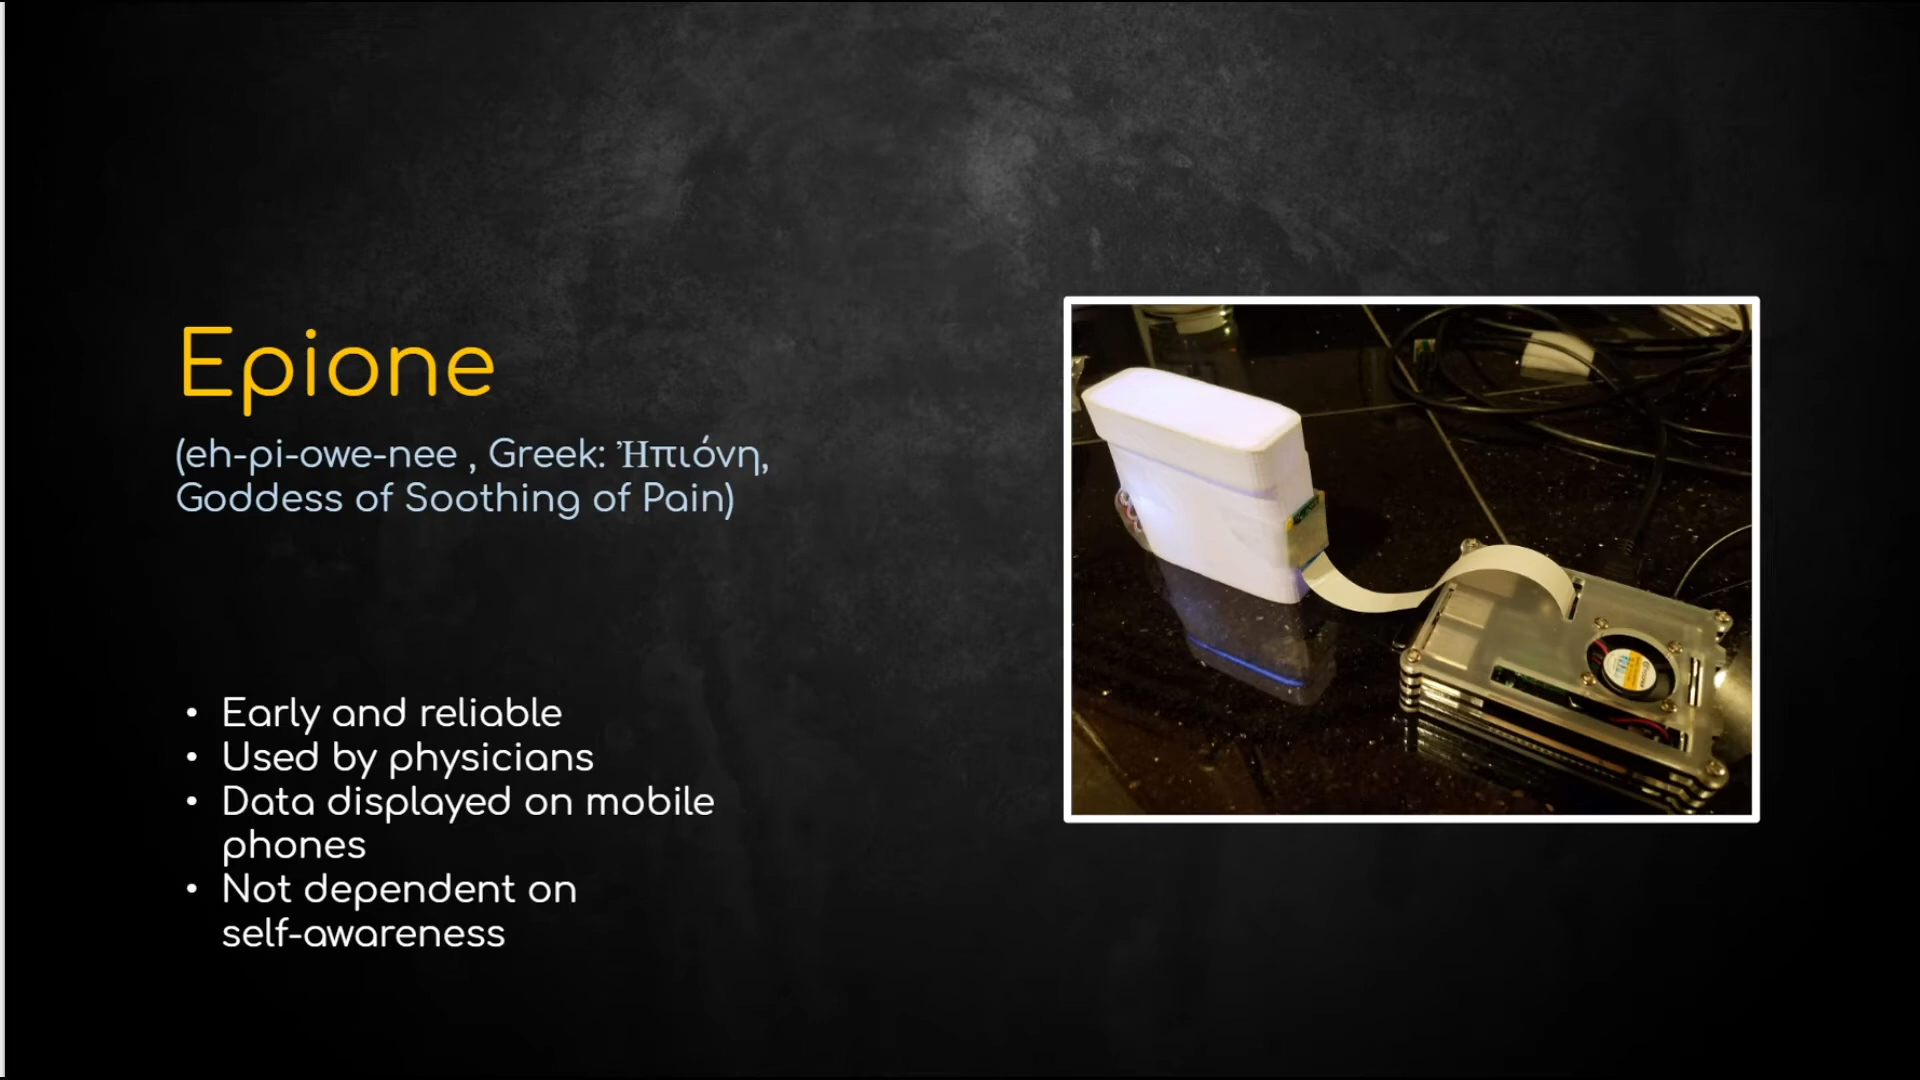 Epione
(eh-pi-owe-nee , Greek: Ἠπιόνη,
Goddess of Soothing of Pain)
• Early and reliable
• Used by physicians
• Data displayed on mobile
phones
• Not dependent on
self-awareness